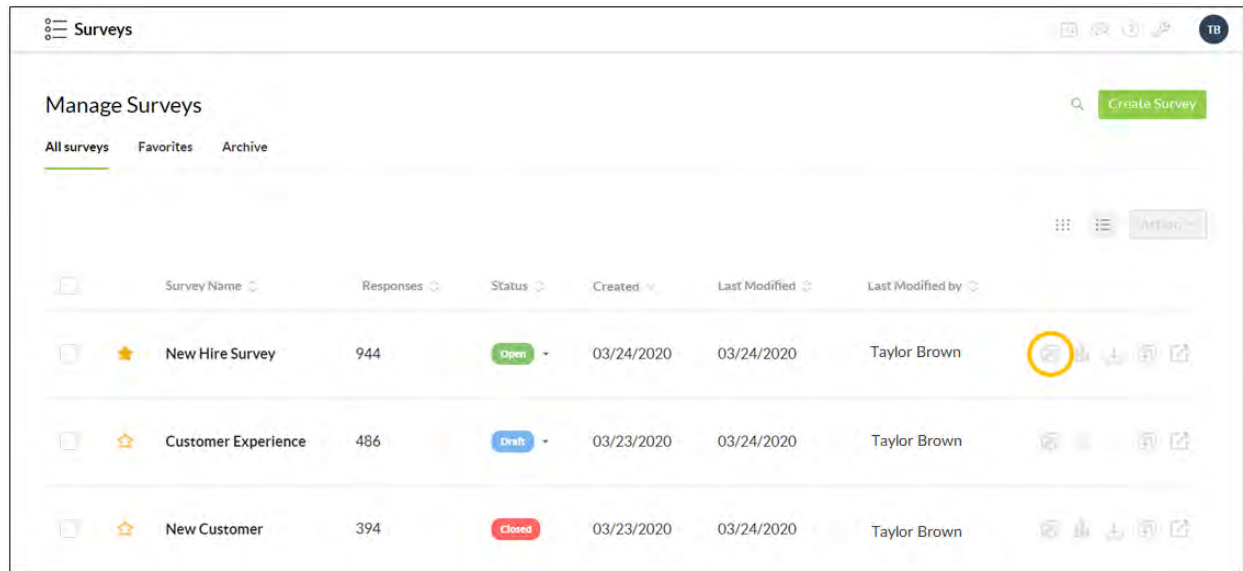 Surveys
TB
Manage Surveys
Create Survey
All surveys Favorites Archive
Action
Survey Name Responses Status Created Last Modified Last Modified by
New Hire Survey 944 Open 03/24/2020 03/24/2020 Taylor Brown
Customer Experience 486 Draft 03/23/2020 03/24/2020 Taylor Brown
New Customer 394 Closed 03/23/2020 03/24/2020 Taylor Brown